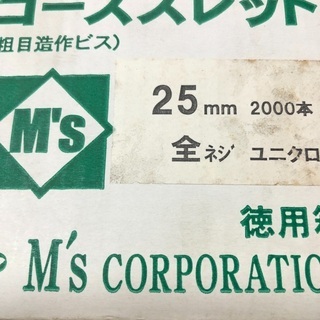 コーススレット
粗目造作ビス)
M's
25mm 2000本
全ネジ ユニクロ
徳用
M's CORPORATIO